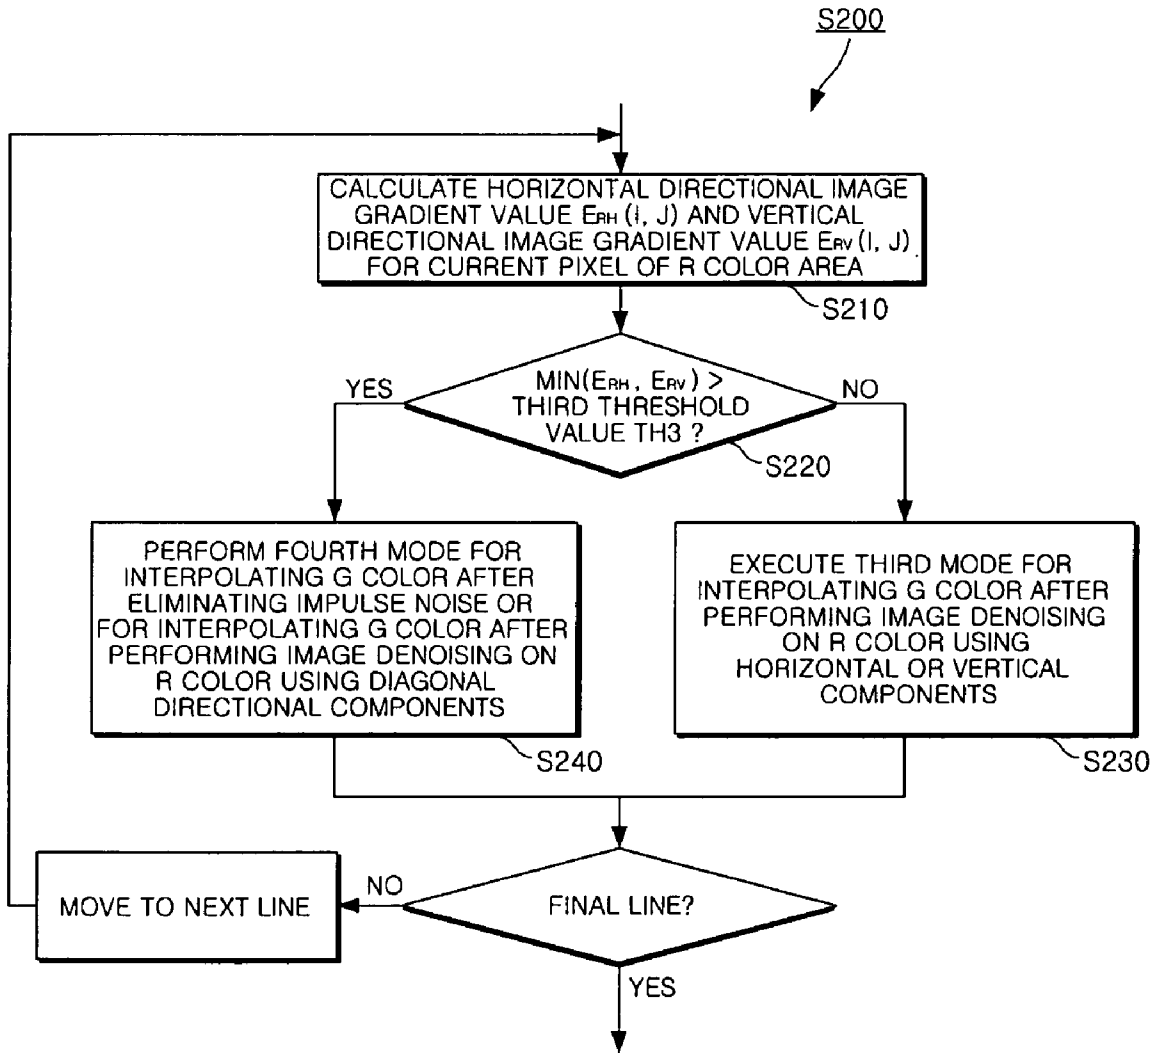 S200
CALCULATE HORIZONTAL DIRECTIONAL IMAGE
GRADIENT VALUE ERH (I, J) AND VERTICAL
DIRECTIONAL IMAGE GRADIENT VALUE ERV (I, J)
FOR CURRENT PIXEL OF R COLOR AREA
S210
MIN(ERH , ERV) >
THIRD THRESHOLD
VALUE TH3 ?
YES
NO
S220
PERFORM FOURTH MODE FOR
INTERPOLATING G COLOR AFTER
ELIMINATING IMPULSE NOISE OR
FOR INTERPOLATING G COLOR AFTER
PERFORMING IMAGE DENOISING ON
R COLOR USING DIAGONAL
DIRECTIONAL COMPONENTS
S240
EXECUTE THIRD MODE FOR
INTERPOLATING G COLOR AFTER
PERFORMING IMAGE DENOISING
ON R COLOR USING
HORIZONTAL OR VERTICAL
COMPONENTS
S230
MOVE TO NEXT LINE
NO
FINAL LINE?
YES